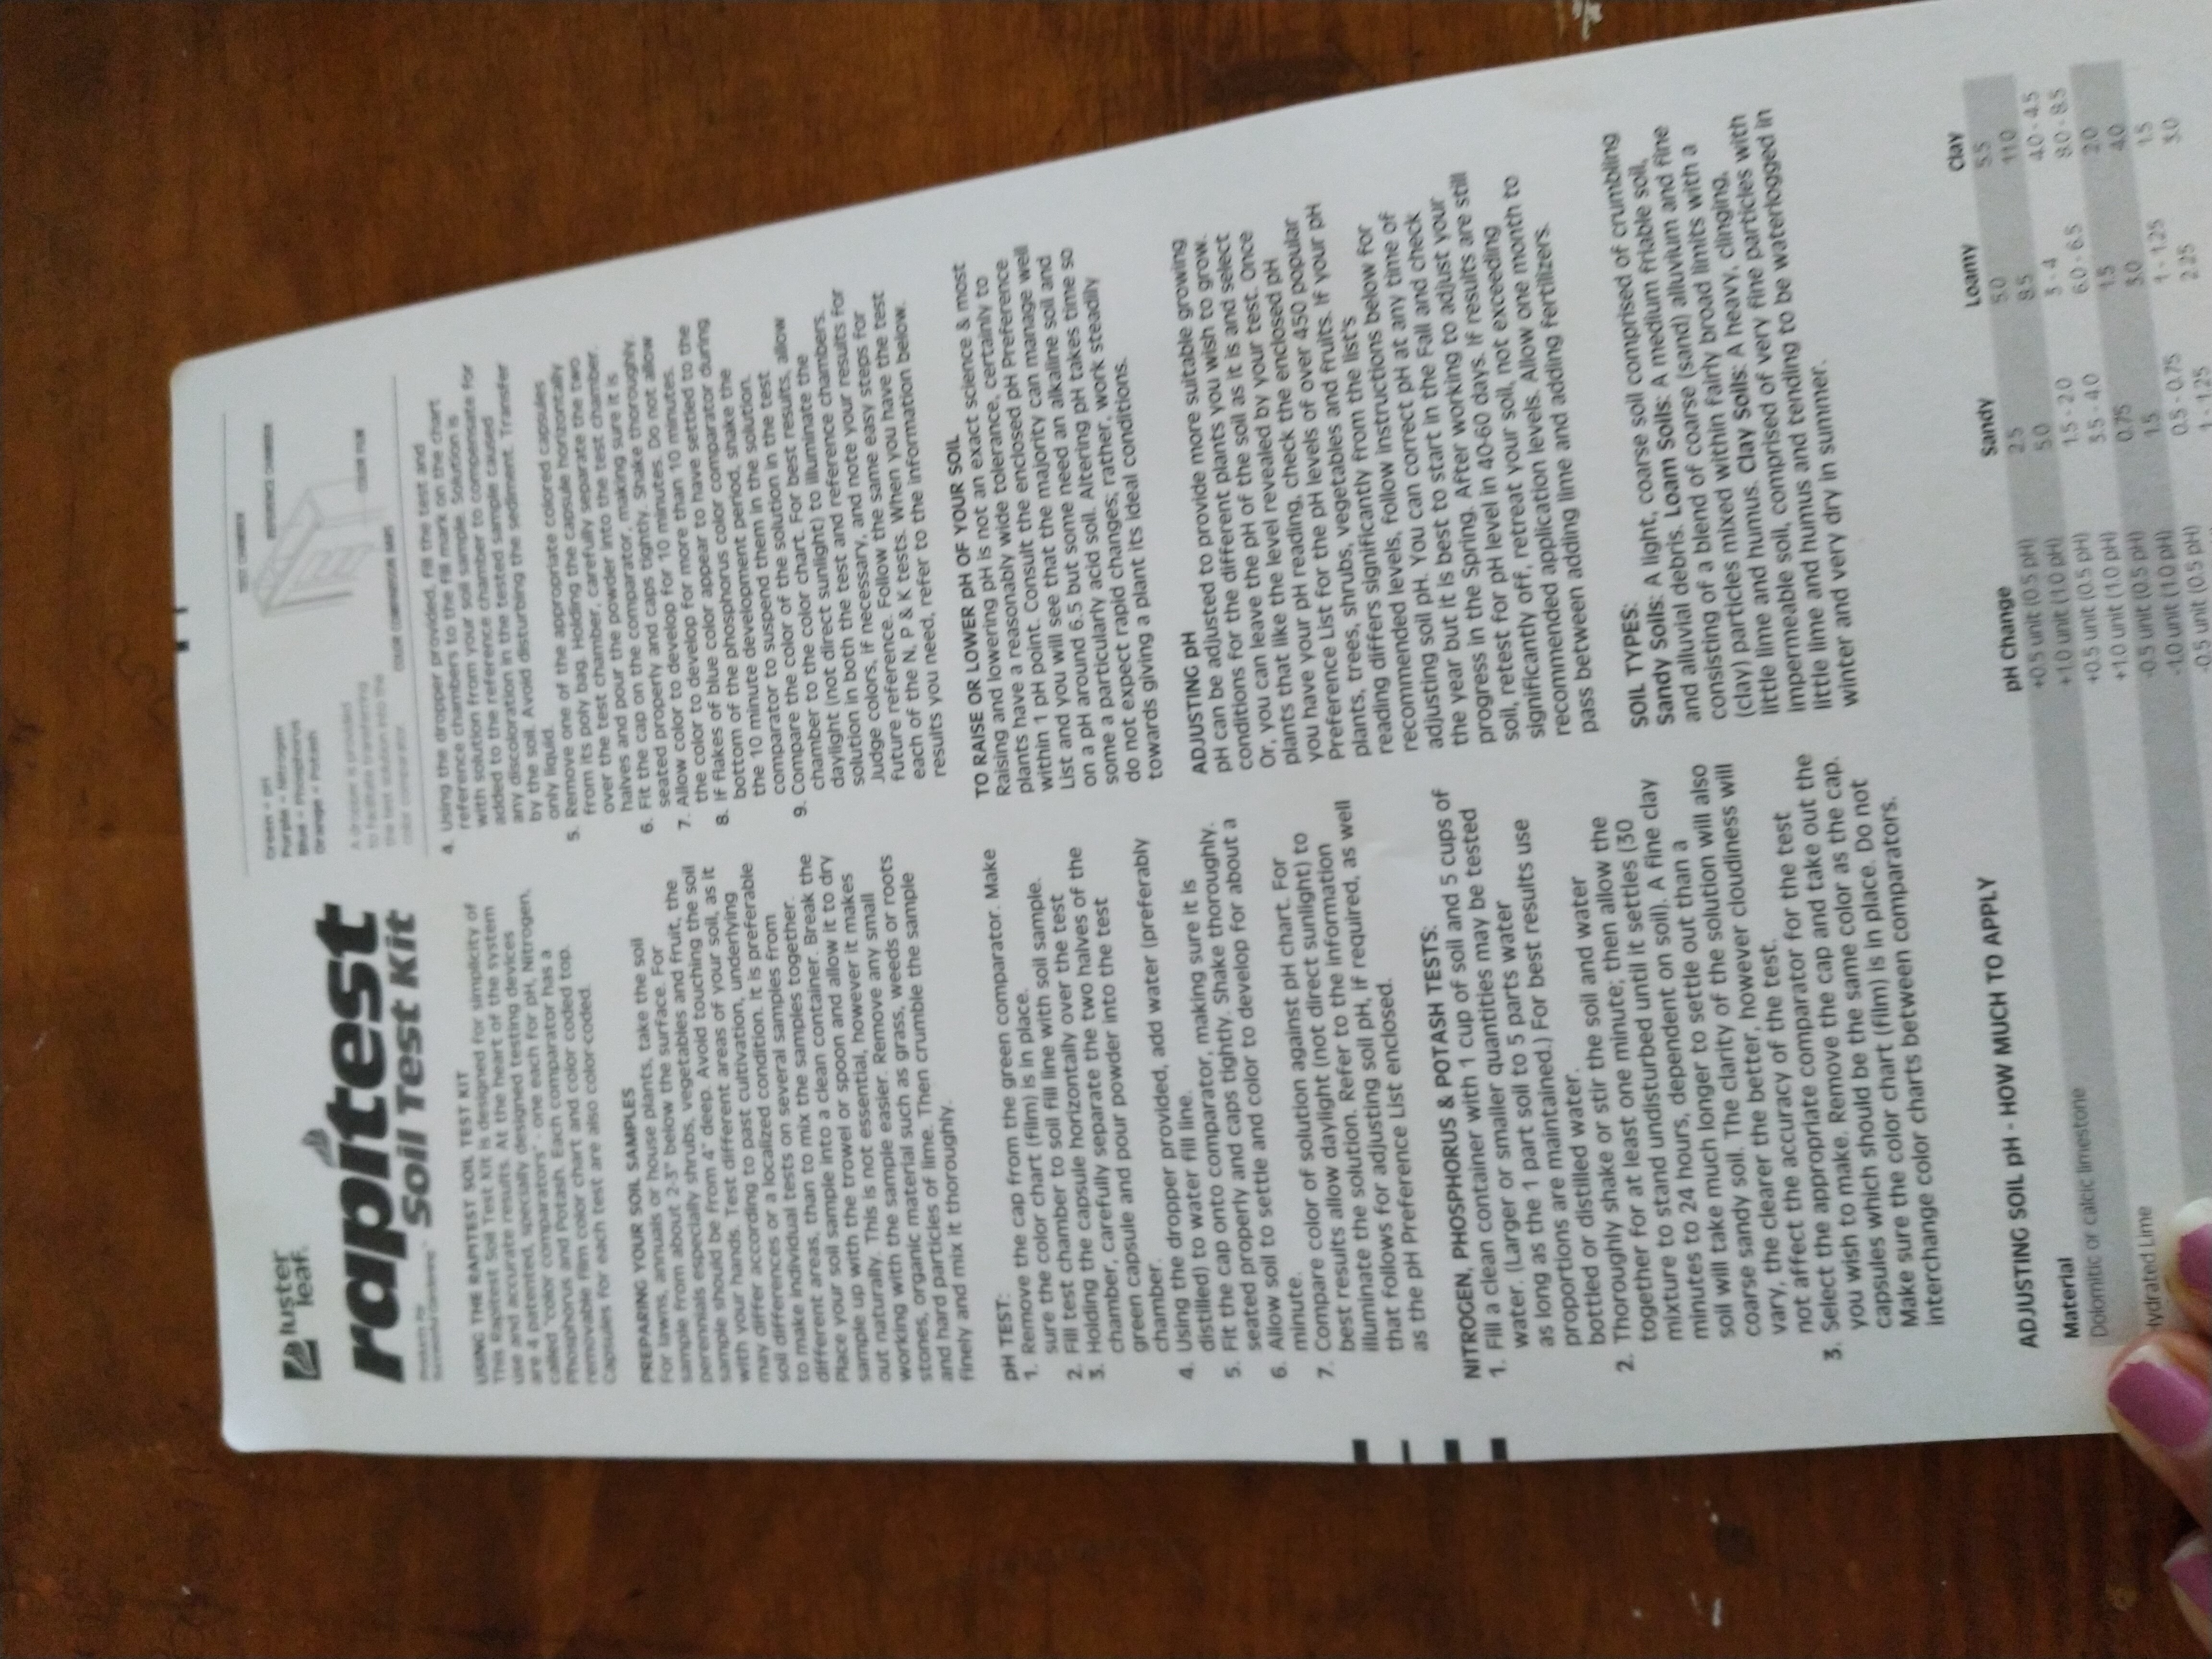 luster
leaf.
rapitest
Soil Test Kit
USING THE RAPITEST SOIL TEST KIT
This Rapitest Soil Test Kit is designed for simplicity of
use and accurate results. At the heart of the system
are 4 patented, specially designed testing devices
called "color comparators" - one each for pH, Nitrogen,
Phosphorus and Potash. Each comparator has a
removable film color chart and color coded top.
Capsules for each test are also color-coded.
PREPARING YOUR SOIL SAMPLES
For lawns, annuals or house plants, take the soil
sample from about 2-3" below the surface. For
perennials especially shrubs, vegetables and fruit, the
sample should be from 4" deep. Avoid touching the soil
with your hands. Test different areas of your soil, as it
may differ according to past cultivation, underlying
soil differences or a localized condition. It is preferable
to make individual tests on several samples from
different areas, than to mix the samples together.
Place your soil sample into a clean container. Break the
sample up with the trowel or spoon and allow it to dry
out naturally. This is not essential, however it makes
working with the sample easier. Remove any small
stones, organic material such as grass, weeds or roots
and hard particles of lime. Then crumble the sample
finely and mix it thoroughly.
pH TEST:
1. Remove the cap from the green comparator. Make
sure the color chart (film) is in place.
2. Fill test chamber to soil fill line with soil sample.
3. Holding the capsule horizontally over the test
chamber, carefully separate the two halves of the
green capsule and pour powder into the test
chamber.
4. Using the dropper provided, add water (preferably
distilled) to water fill line.
5. Fit the cap onto comparator, making sure it is
seated properly and caps tightly. Shake thoroughly.
6. Allow soil to settle and color to develop for about a
minute.
7. Compare color of solution against pH chart. For
best results allow daylight (not direct sunlight) to
illuminate the solution. Refer to the information
that follows for adjusting soil pH, if required, as well
as the pH Preference List enclosed.
NITROGEN, PHOSPHORUS & POTASH TESTS:
1. Fill a clean container with 1 cup of soil and 5 cups of
water. (Larger or smaller quantities may be tested
as long as the 1 part soil to 5 parts water
proportions are maintained.) For best results use
bottled or distilled water.
2. Thoroughly shake or stir the soil and water
together for at least one minute; then allow the
mixture to stand undisturbed until it settles (30
minutes to 24 hours, dependent on soil). A fine clay
soil will take much longer to settle out than a
coarse sandy soil. The clarity of the solution will also
vary, the clearer the better, however cloudiness will
not affect the accuracy of the test.
3. Select the appropriate comparator for the test
you wish to make. Remove the cap and take out the
capsules which should be the same color as the cap.
Make sure the color chart (film) is in place. Do not
interchange color charts between comparators.
Green = pH
Purple = Nitrogen
Blue = Phosphorus
Orange = Potash
A dropper is provided
to facilitate transferring
the test solution into the
color comparator
TEST CHAMBER
REFERENCE CHAMBER
4. Using the dropper provided, fill the test and
reference chambers to the fill mark on the chart
with solution from your soil sample. Solution is
added to the reference chamber to compensate for
any discoloration in the tested sample caused
by the soil. Avoid disturbing the sediment. Transfer
only liquid.
5. Remove one of the appropriate colored capsules
from its poly bag. Holding the capsule horizontally
over the test chamber, carefully separate the two
halves and pour the powder into the test chamber.
6. Fit the cap on the comparator, making sure it is
seated properly and caps tightly. Shake thoroughly.
7. Allow color to develop for 10 minutes. Do not allow
the color to develop for more than 10 minutes.
8. If flakes of blue color appear to have settled to the
bottom of the phosphorus color comparator during
the 10 minute development period, shake the
comparator to suspend them in the solution.
9. Compare the color of the solution in the test
chamber to the color chart. For best results, allow
daylight (not direct sunlight) to illuminate the
solution in both the test and reference chambers.
Judge colors, if necessary, and note your results for
future reference. Follow the same easy steps for
each of the N, P & K tests. When you have the test
results you need, refer to the information below.
TO RAISE OR LOWER pH OF YOUR SOIL
Raising and lowering pH is not an exact science & most
plants have a reasonably wide tolerance, certainly to
within 1 pH point. Consult the enclosed pH Preference
List and you will see that the majority can manage well
on a pH around 6.5 but some need an alkaline soil and
some a particularly acid soil. Altering pH takes time so
do not expect rapid changes; rather, work steadily
towards giving a plant its ideal conditions.
ADJUSTING pH
pH can be adjusted to provide more suitable growing
conditions for the different plants you wish to grow.
Or, you can leave the pH of the soil as it is and select
plants that like the level revealed by your test. Once
you have your pH reading, check the enclosed pH
Preference List for the pH levels of over 450 popular
plants, trees, shrubs, vegetables and fruits. If your pH
reading differs significantly from the list's
recommended levels, follow instructions below for
adjusting soil pH. You can correct pH at any time of
the year but it is best to start in the Fall and check
progress in the Spring. After working to adjust your
soil, retest for pH level in 40-60 days. If results are still
significantly off, retreat your soil, not exceeding
recommended application levels. Allow one month to
pass between adding lime and adding fertilizers.
SOIL TYPES:
Sandy Soils: A light, coarse soil comprised of crumbling
and alluvial debris. Loam Soils: A medium friable soil,
consisting of a blend of coarse (sand) alluvium and fine
(clay) particles mixed within fairly broad limits with a
little lime and humus. Clay Soils: A heavy, clinging,
impermeable soil, comprised of very fine particles with
little lime and humus and tending to be waterlogged in
winter and very dry in summer.
ADJUSTING SOIL pH - HOW MUCH TO APPLY
Material pH Change Sandy Loamy Clay
Dolomitic or calcic limestone +0.5 unit (0.5 pH) 2.5 5.0 5.5
+1.0 unit (1.0 pH) 5.0 8.5 11.0
Hydrated Lime +0.5 unit (0.5 pH) 1.5 - 2.0 3 - 4 4.0 - 4.5
+1.0 unit (1.0 pH) 3.5 - 4.0 6.0 - 6.5 8.0 - 8.5
-0.5 unit (0.5 pH) 0.75 1.5 2.0
-1.0 unit (1.0 pH) 1.5 3.0 4.0
-0.5 unit (0.5 pH) 0.5 - 0.75 1 - 1.25 1.5
1 - 1.25 2.25 3.0